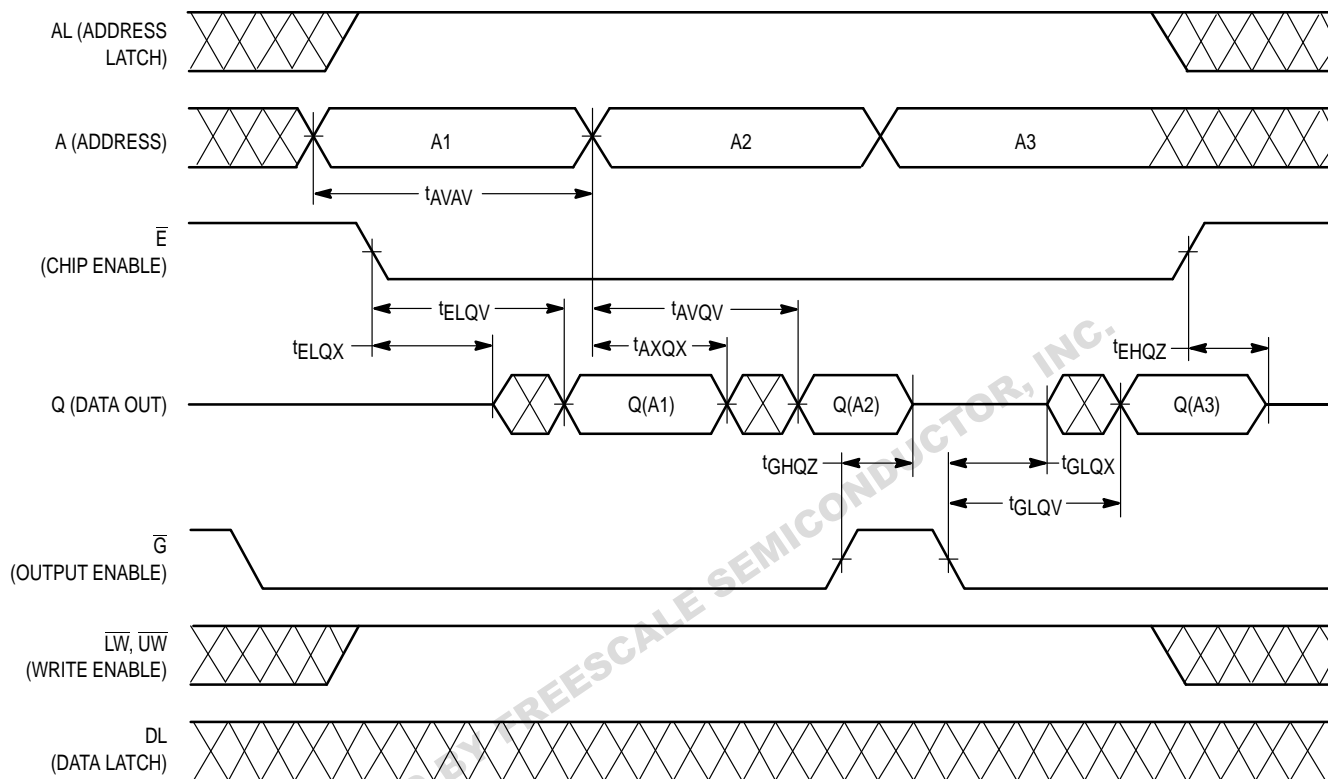 AL (ADDRESS
LATCH)
A (ADDRESS)
A1
A2
A3
tAVAV
E
(CHIP ENABLE)
tELQV
tAVQV
tELQX
tAXQX
tEHQZ
Q (DATA OUT)
Q(A1)
Q(A2)
Q(A3)
tGHQZ
tGLQX
tGLQV
G
(OUTPUT ENABLE)
LW, UW
(WRITE ENABLE)
DL
(DATA LATCH)
BY FREESCALE SEMICONDUCTOR, INC.